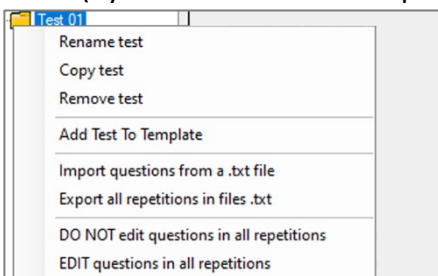 Test 01
Rename test
Copy test
Remove test
Add Test To Template
Import questions from a .txt file
Export all repetitions in files .txt
DO NOT edit questions in all repetitions
EDIT questions in all repetitions